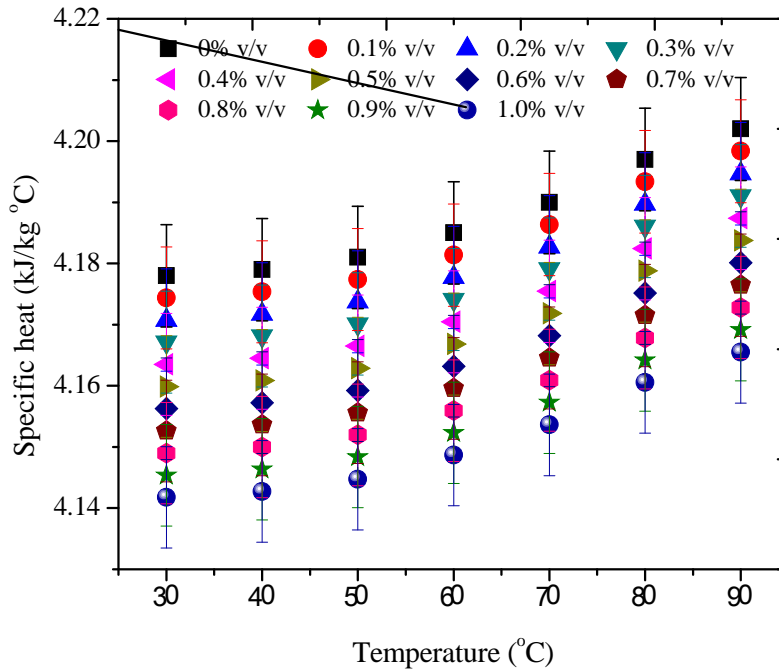 4.22
0% v/v 0.1% v/v 0.2% v/v 0.3% v/v
0.4% v/v 0.5% v/v 0.6% v/v 0.7% v/v
0.8% v/v 0.9% v/v 1.0% v/v
4.20
4.18
4.16
4.14
Specific heat (kJ/kg °C)
30 40 50 60 70 80 90
Temperature (°C)